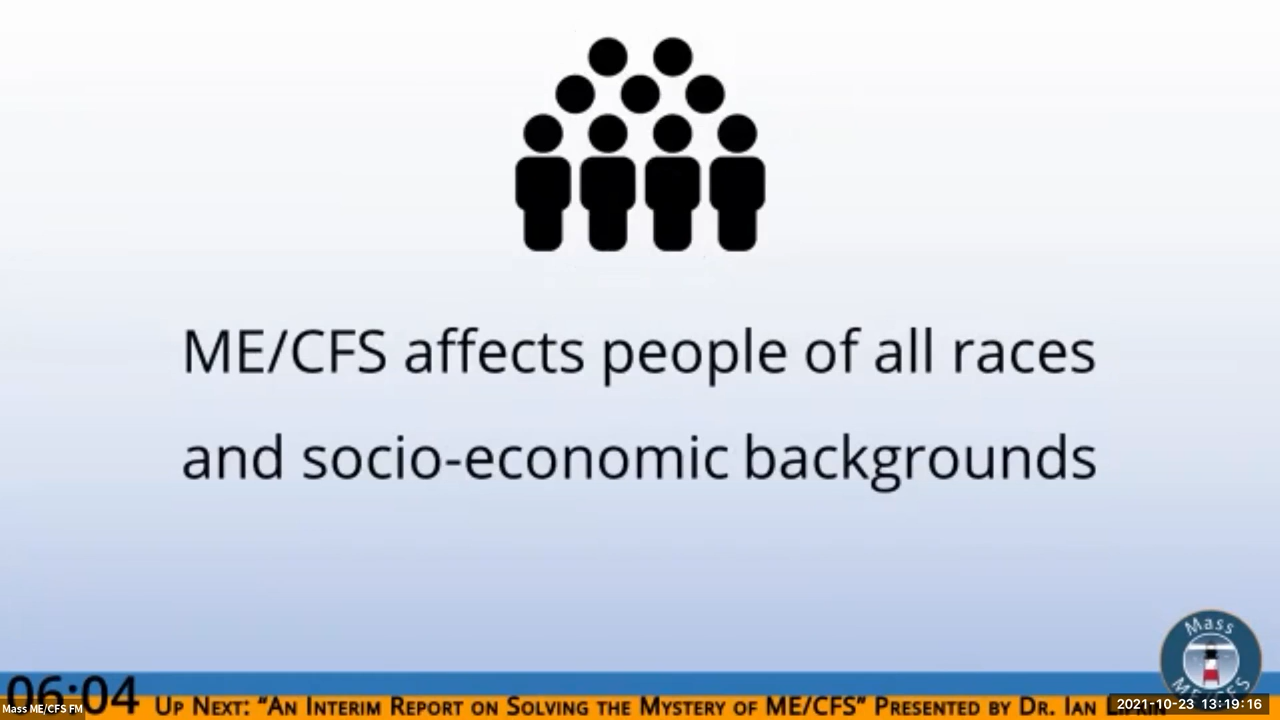 ME/CFS affects people of all races
and socio-economic backgrounds
Mass
ME/CFS
06:04
Up Next: “An Interim Report on Solving the Mystery of ME/CFS” Presented by Dr. Ian
Mass ME/CFS FM
2021-10-23 13:19:16